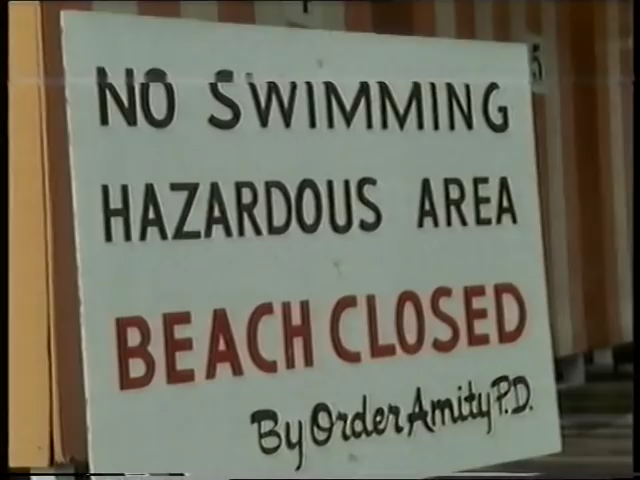 NO SWIMMING
HAZARDOUS AREA
BEACH CLOSED
By Order Amity P.D.